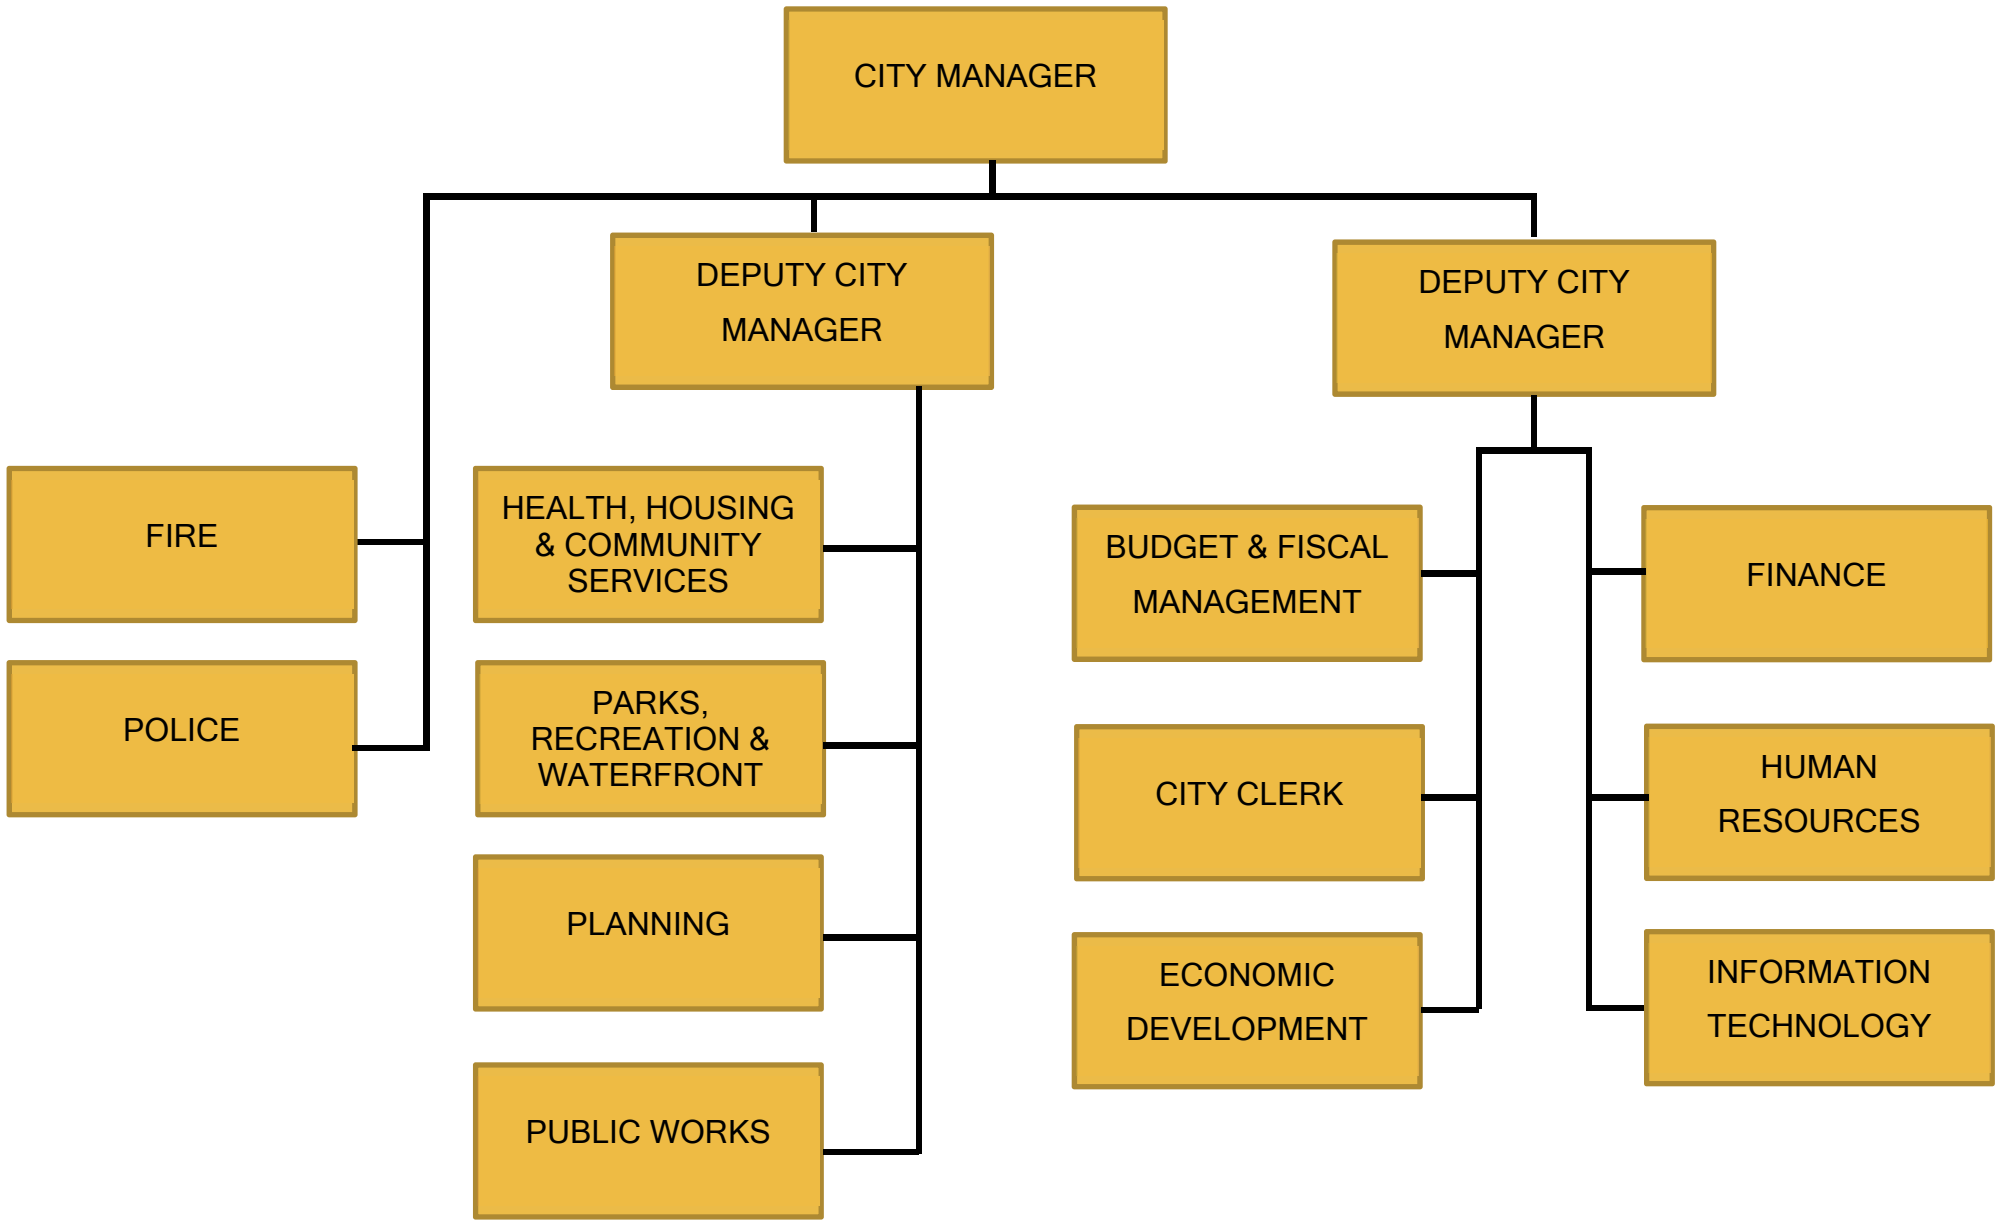 CITY MANAGER
DEPUTY CITY
MANAGER
DEPUTY CITY
MANAGER
FIRE
POLICE
HEALTH, HOUSING
& COMMUNITY
SERVICES
PARKS,
RECREATION &
WATERFRONT
PLANNING
PUBLIC WORKS
BUDGET & FISCAL
MANAGEMENT
CITY CLERK
ECONOMIC
DEVELOPMENT
FINANCE
HUMAN
RESOURCES
INFORMATION
TECHNOLOGY